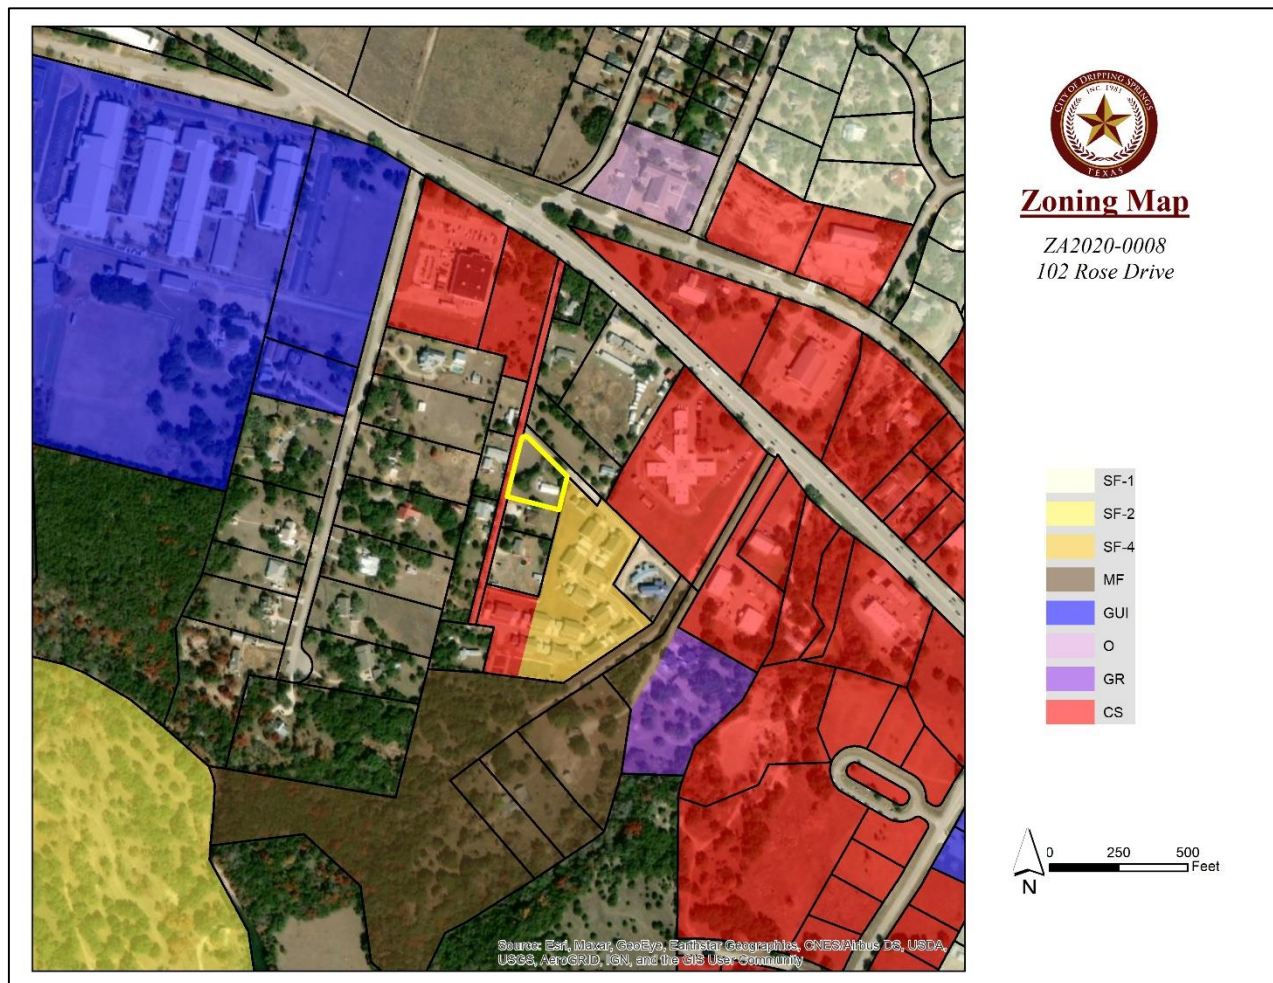 CITY OF DRIPPING SPRINGS
INC. 1981
TEXAS
Zoning Map
ZA2020-0008
102 Rose Drive
SF-1
SF-2
SF-4
MF
GUI
O
GR
CS
0 250 500
Feet
N
Source: Esri, Maxar, GeoEye, Earthstar Geographics, CNES/Airbus DS, USDA,
USGS, AeroGRID, IGN, and the GIS User Community